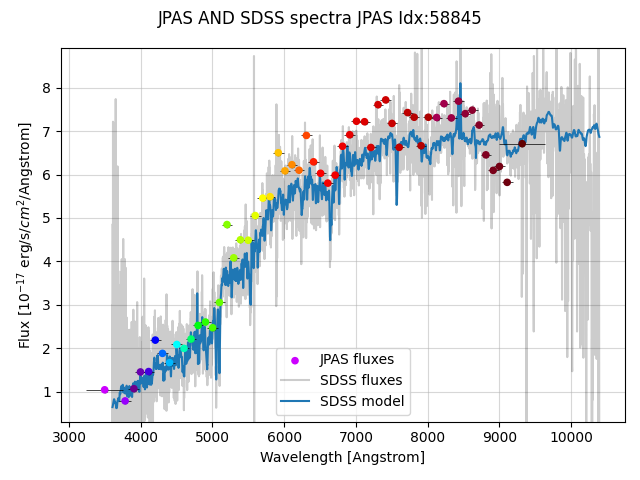 JPAS AND SDSS spectra JPAS Idx:58845
8
7
6
5
4
3
2
1
Flux [10^{-17} erg/s/cm^2/Angstrom]
JPAS fluxes
SDSS fluxes
SDSS model
3000 4000 5000 6000 7000 8000 9000 10000
Wavelength [Angstrom]